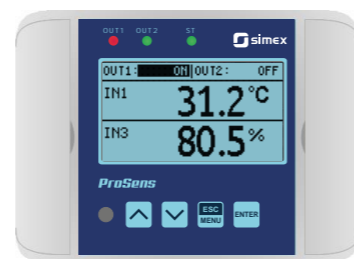 OUT1 OUT2 ST
simex
OUT1: ON OUT2: OFF
IN1 31.2°C
IN3 80.5%
ProSens
ESC
MENU
ENTER